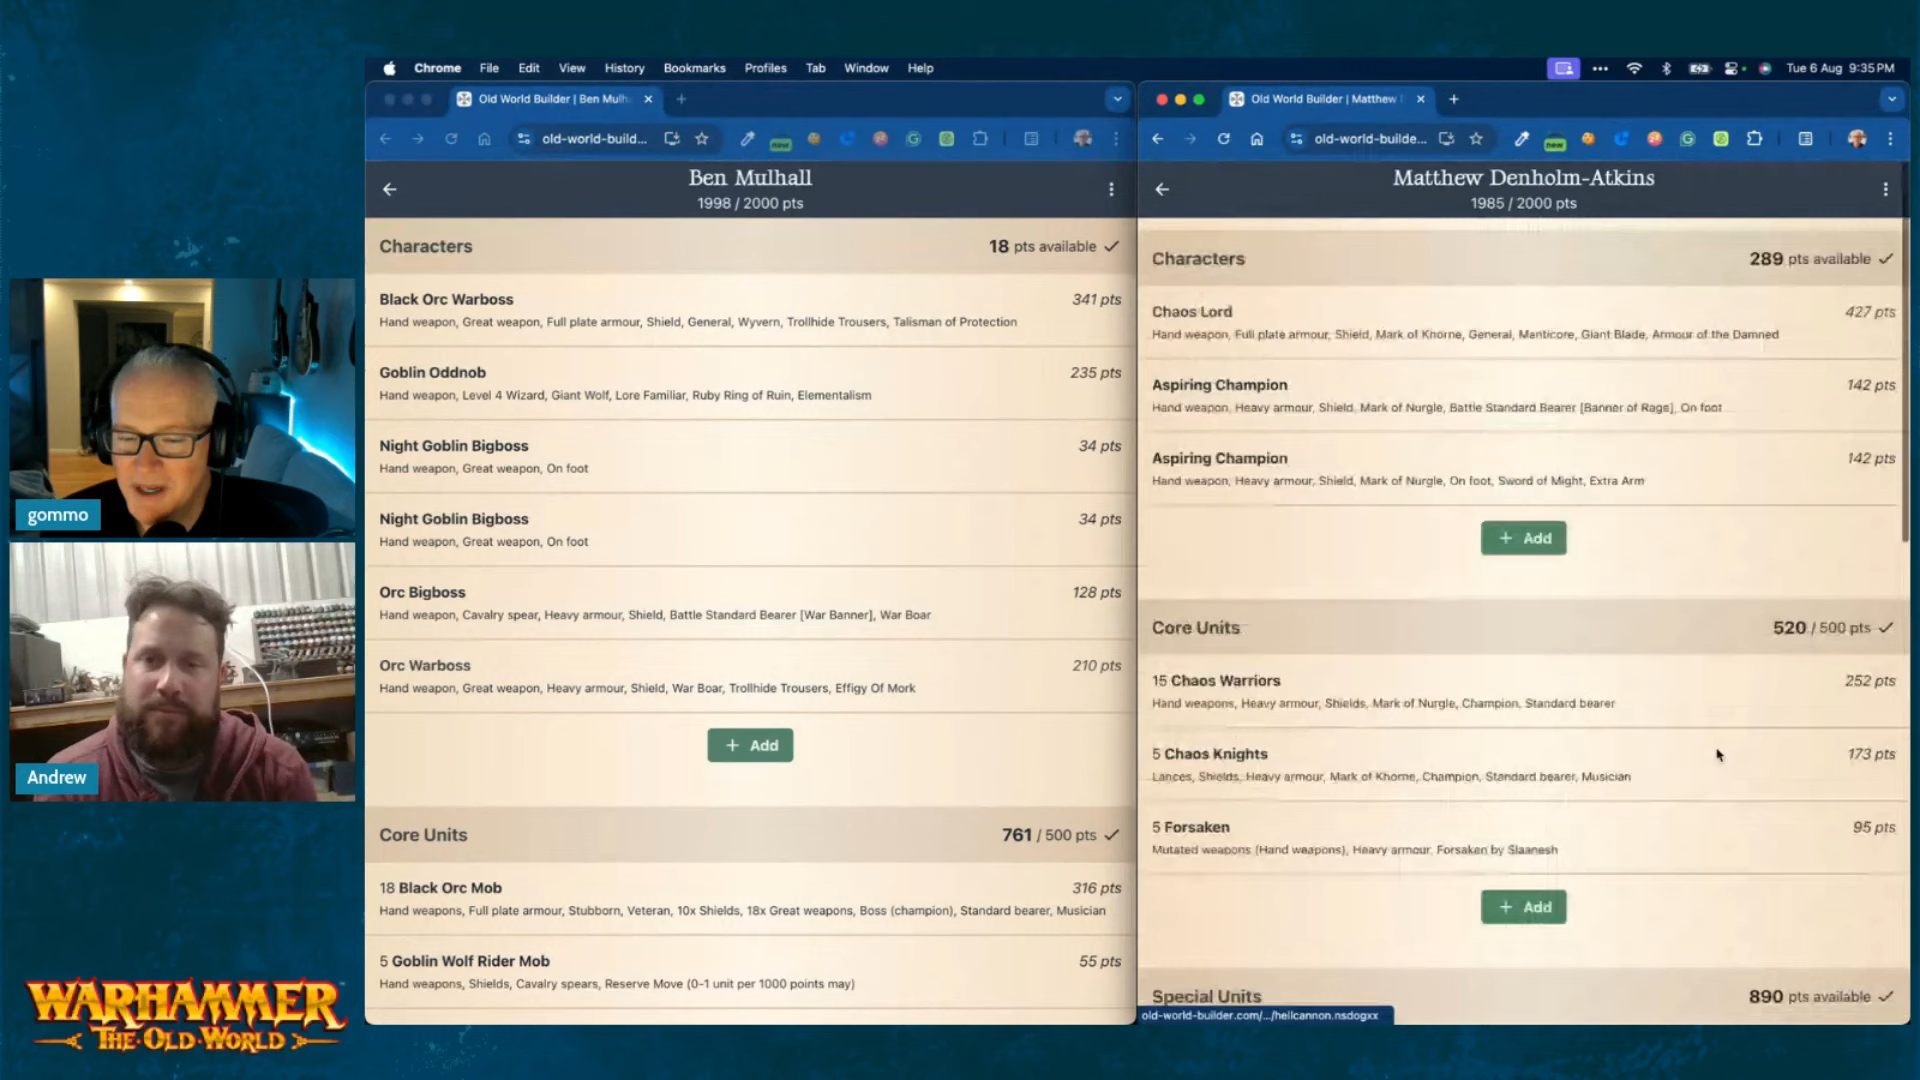 Chrome File Edit View History Bookmarks Profiles Tab Window Help
Tue 6 Aug 9:35 PM
Old World Builder | Ben Mulh
old-world-build...
new
Ben Mulhall
1998 / 2000 pts
Characters
18 pts available
Black Orc Warboss
341 pts
Hand weapon, Great weapon, Full plate armour, Shield, General, Wyvern, Trollhide Trousers, Talisman of Protection
Goblin Oddnob
235 pts
Hand weapon, Level 4 Wizard, Giant Wolf, Lore Familiar, Ruby Ring of Ruin, Elementalism
Night Goblin Bigboss
34 pts
Hand weapon, Great weapon, On foot
Night Goblin Bigboss
34 pts
Hand weapon, Great weapon, On foot
Orc Bigboss
128 pts
Hand weapon, Cavalry spear, Heavy armour, Shield, Battle Standard Bearer [War Banner], War Boar
Orc Warboss
210 pts
Hand weapon, Great weapon, Heavy armour, Shield, War Boar, Trollhide Trousers, Effigy Of Mork
+ Add
Core Units
761 / 500 pts
18 Black Orc Mob
316 pts
Hand weapons, Full plate armour, Stubborn, Veteran, 10x Shields, 18x Great weapons, Boss (champion), Standard bearer, Musician
5 Goblin Wolf Rider Mob
55 pts
Hand weapons, Shields, Cavalry spears, Reserve Move (0-1 unit per 1000 points may)
Old World Builder | Matthew
old-world-builde...
new
Matthew Denholm-Atkins
1985 / 2000 pts
Characters
289 pts available
Chaos Lord
427 pts
Hand weapon, Full plate armour, Shield, Mark of Khorne, General, Manticore, Giant Blade, Armour of the Damned
Aspiring Champion
142 pts
Hand weapon, Heavy armour, Shield, Mark of Nurgle, Battle Standard Bearer [Banner of Rage], On foot
Aspiring Champion
142 pts
Hand weapon, Heavy armour, Shield, Mark of Nurgle, On foot, Sword of Might, Extra Arm
+ Add
Core Units
520 / 500 pts
15 Chaos Warriors
252 pts
Hand weapons, Heavy armour, Shields, Mark of Nurgle, Champion, Standard bearer
5 Chaos Knights
173 pts
Lances, Shields, Heavy armour, Mark of Khorne, Champion, Standard bearer, Musician
5 Forsaken
95 pts
Mutated weapons (Hand weapons), Heavy armour, Forsaken by Slaanesh
+ Add
Special Units
890 pts available
old-world-builder.com/.../hellcannon.nsdogxx
gommo
Andrew
WARHAMMER
THE OLD WORLD